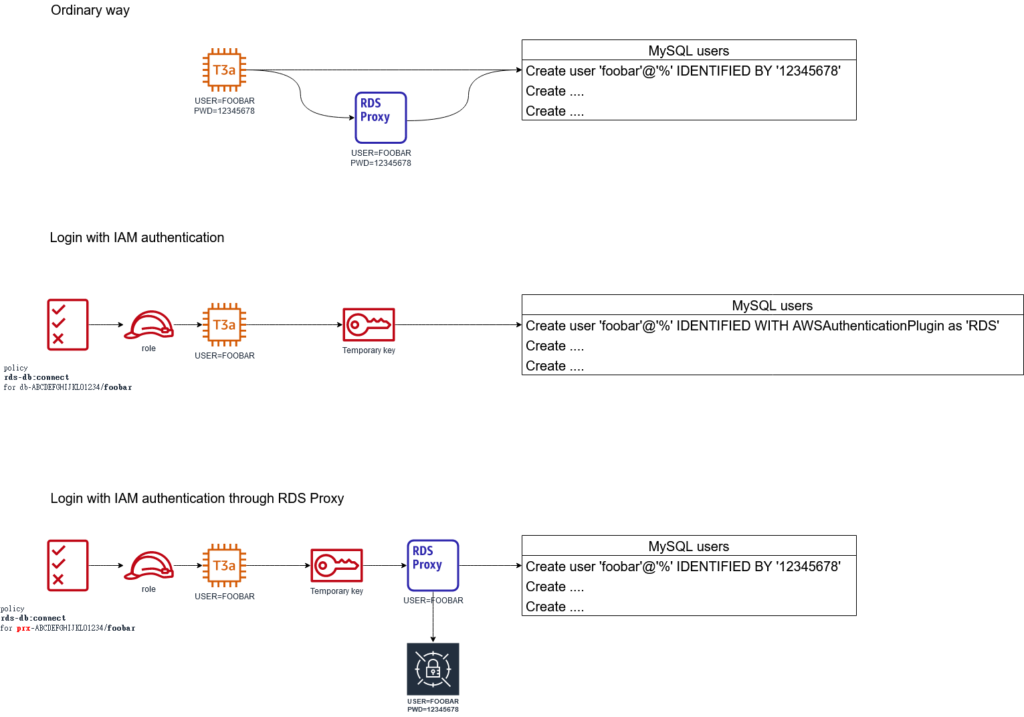 Ordinary way
MySQL users
Create user 'foobar'@'%' IDENTIFIED BY '12345678'
Create ....
Create ....
T3a
USER=FOOBAR
PWD=12345678
RDS
Proxy
USER=FOOBAR
PWD=12345678
Login with IAM authentication
MySQL users
Create user 'foobar'@'%' IDENTIFIED WITH AWSAuthenticationPlugin as 'RDS'
Create ....
Create ....
T3a
role
USER=FOOBAR
Temporary key
policy
rds-db:connect
for db-ABCDEFGHIJKL01234/foobar
Login with IAM authentication through RDS Proxy
MySQL users
Create user 'foobar'@'%' IDENTIFIED BY '12345678'
Create ....
Create ....
T3a
RDS
Proxy
role
USER=FOOBAR
Temporary key
USER=FOOBAR
policy
rds-db:connect
for prx-ABCDEFGHIJKL01234/foobar
USER=FOOBAR
PWD=12345678